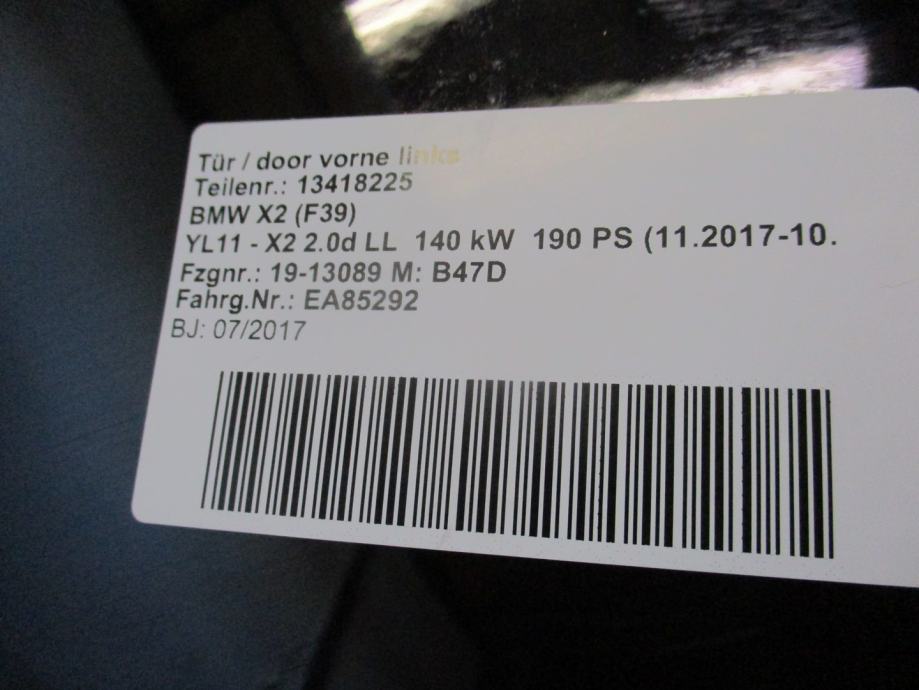 Tür / door vorne links
Teilenr.: 13418225
BMW X2 (F39)
YL11 - X2 2.0d LL 140 kW 190 PS (11.2017-10.
Fzgnr.: 19-13089 M: B47D
Fahrg.Nr.: EA85292
BJ: 07/2017